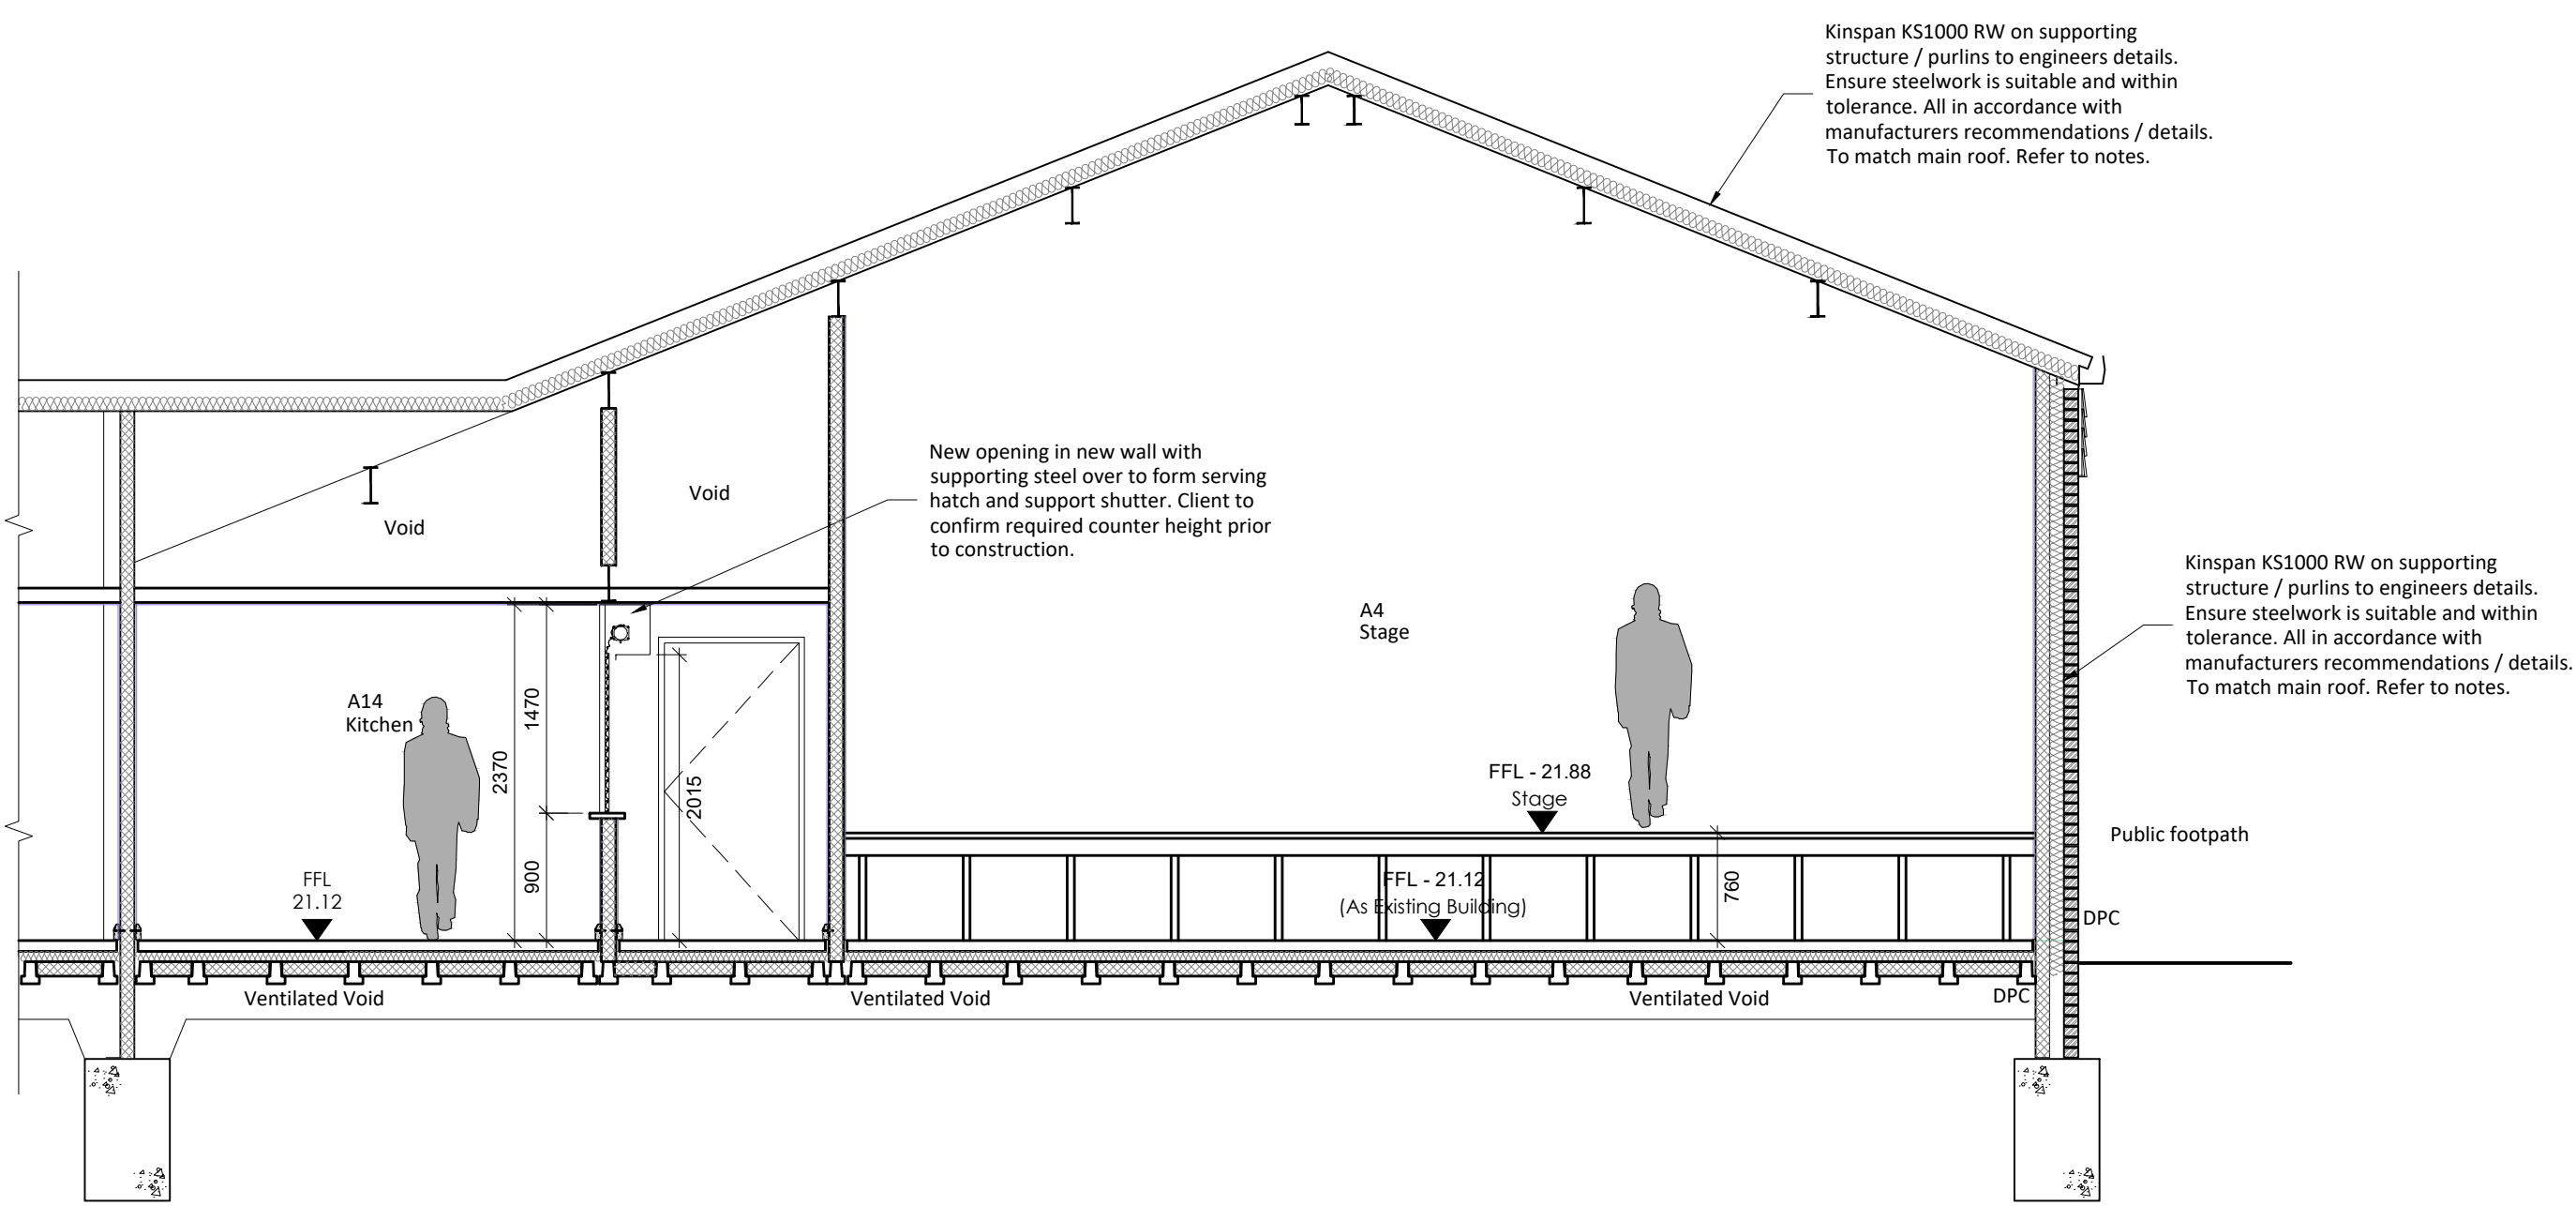 Kinspan KS1000 RW on supporting
structure / purlins to engineers details.
Ensure steelwork is suitable and within
tolerance. All in accordance with
manufacturers recommendations / details.
To match main roof. Refer to notes.
New opening in new wall with
supporting steel over to form serving
hatch and support shutter. Client to
confirm required counter height prior
to construction.
Void
Void
Kinspan KS1000 RW on supporting
structure / purlins to engineers details.
Ensure steelwork is suitable and within
tolerance. All in accordance with
manufacturers recommendations / details.
To match main roof. Refer to notes.
A4
Stage
A14
Kitchen
1470
2370
2015
900
FFL - 21.88
Stage
Public footpath
FFL
21.12
FFL - 21.12
(As Existing Building)
760
DPC
Ventilated Void
Ventilated Void
Ventilated Void
DPC